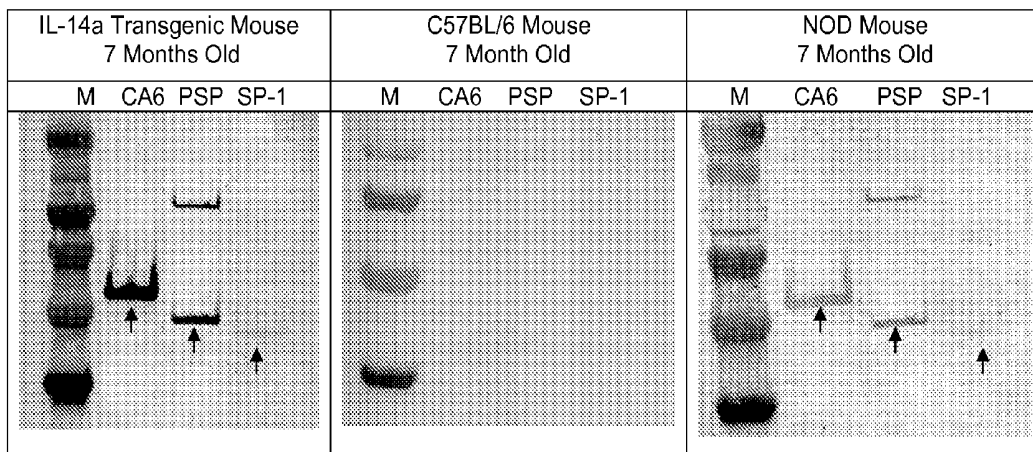 IL-14a Transgenic Mouse
7 Months Old
M CA6 PSP SP-1
C57BL/6 Mouse
7 Month Old
M CA6 PSP SP-1
NOD Mouse
7 Months Old
M CA6 PSP SP-1